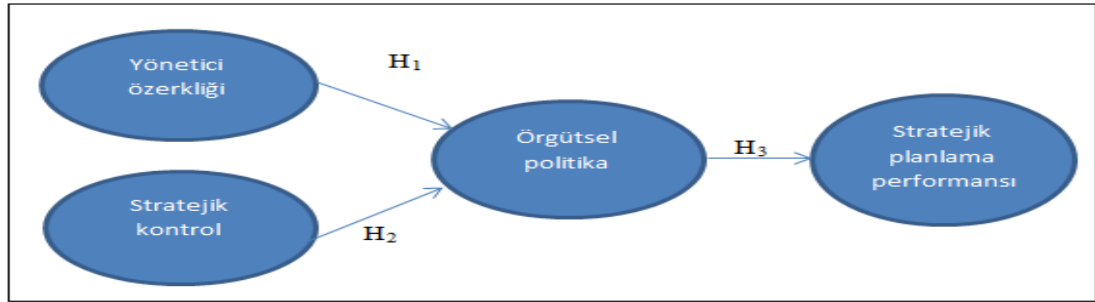 Yönetici
özerkliği
H₁
Örgütsel
politika
H₃
Stratejik
planlama
performansı
Stratejik
kontrol
H₂